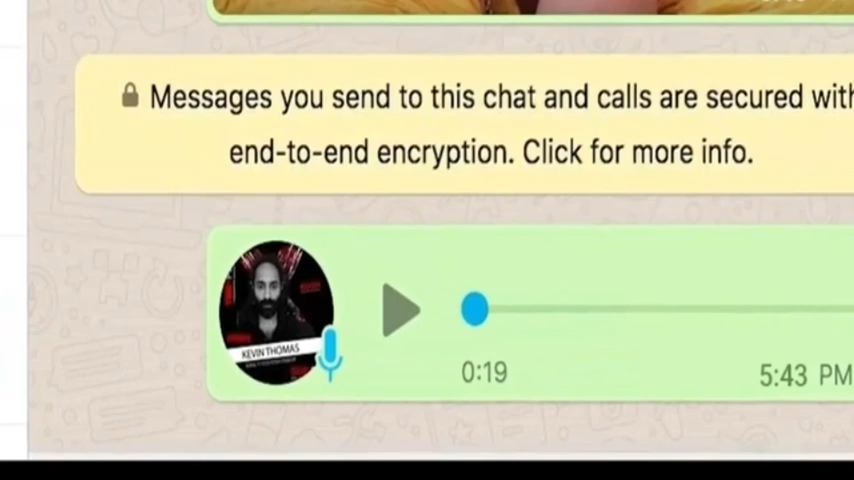 Messages you send to this chat and calls are secured with
end-to-end encryption. Click for more info.
KEVIN THOMAS
0:19
5:43 PM